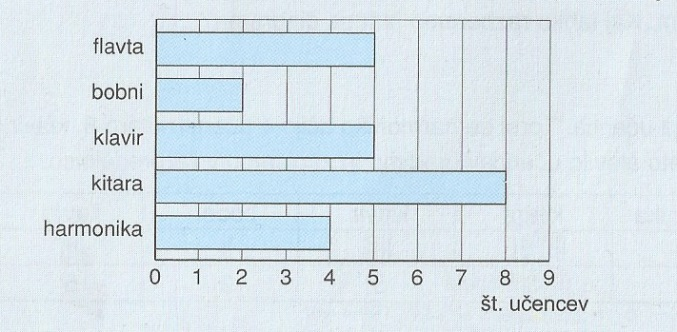 flavta
bobni
klavir
kitara
harmonika
0 1 2 3 4 5 6 7 8 9
št. učencev